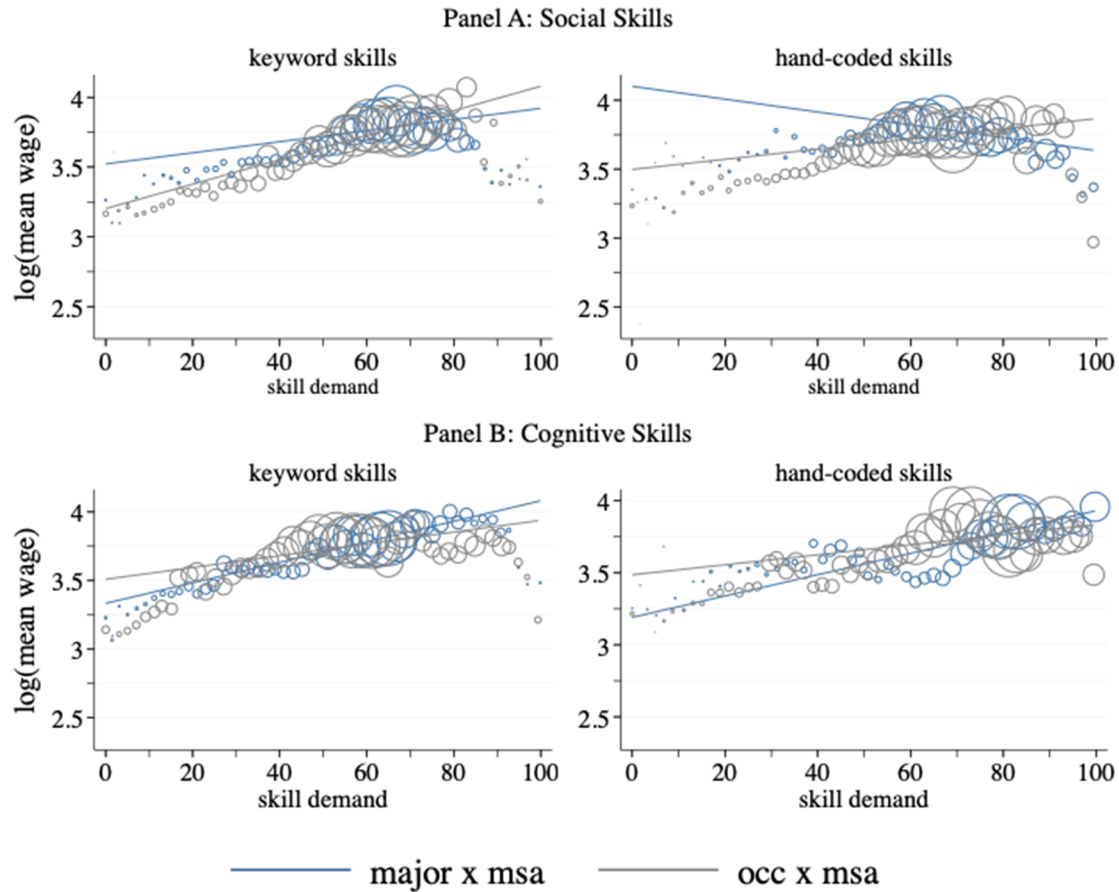 Panel A: Social Skills
keyword skills
hand-coded skills
log(mean wage)
4
3.5
3
2.5
0 20 40 60 80 100
skill demand
4
3.5
3
2.5
0 20 40 60 80 100
skill demand
Panel B: Cognitive Skills
keyword skills
hand-coded skills
log(mean wage)
4
3.5
3
2.5
0 20 40 60 80 100
skill demand
4
3.5
3
2.5
0 20 40 60 80 100
skill demand
major x msa
occ x msa